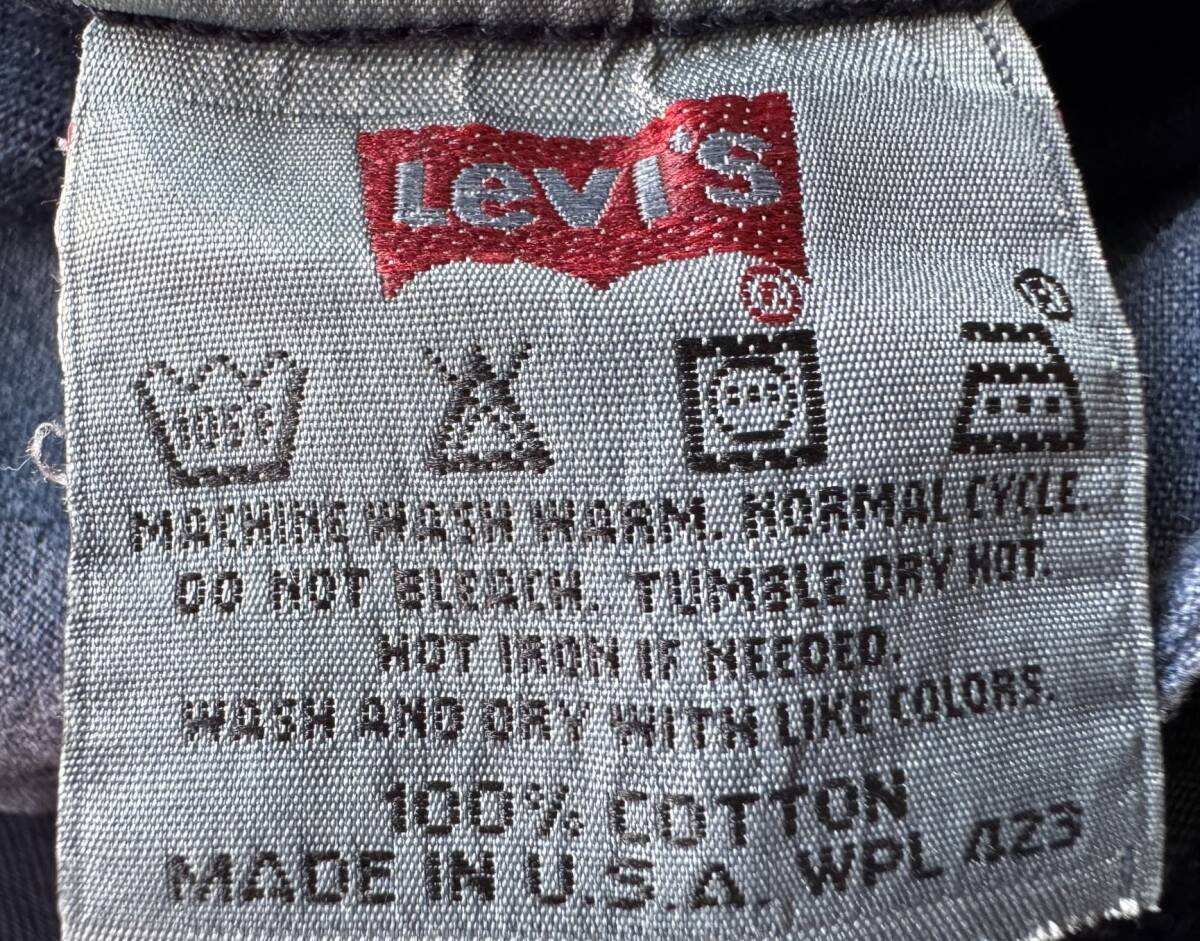 Levi's
®
®
105F
MACHINE WASH WARM. NORMAL CYCLE.
DO NOT BLEACH. TUMBLE DRY HOT.
HOT IRON IF NEEDED.
WASH AND DRY WITH LIKE COLORS.
100% COTTON
MADE IN U.S.A. WPL 423